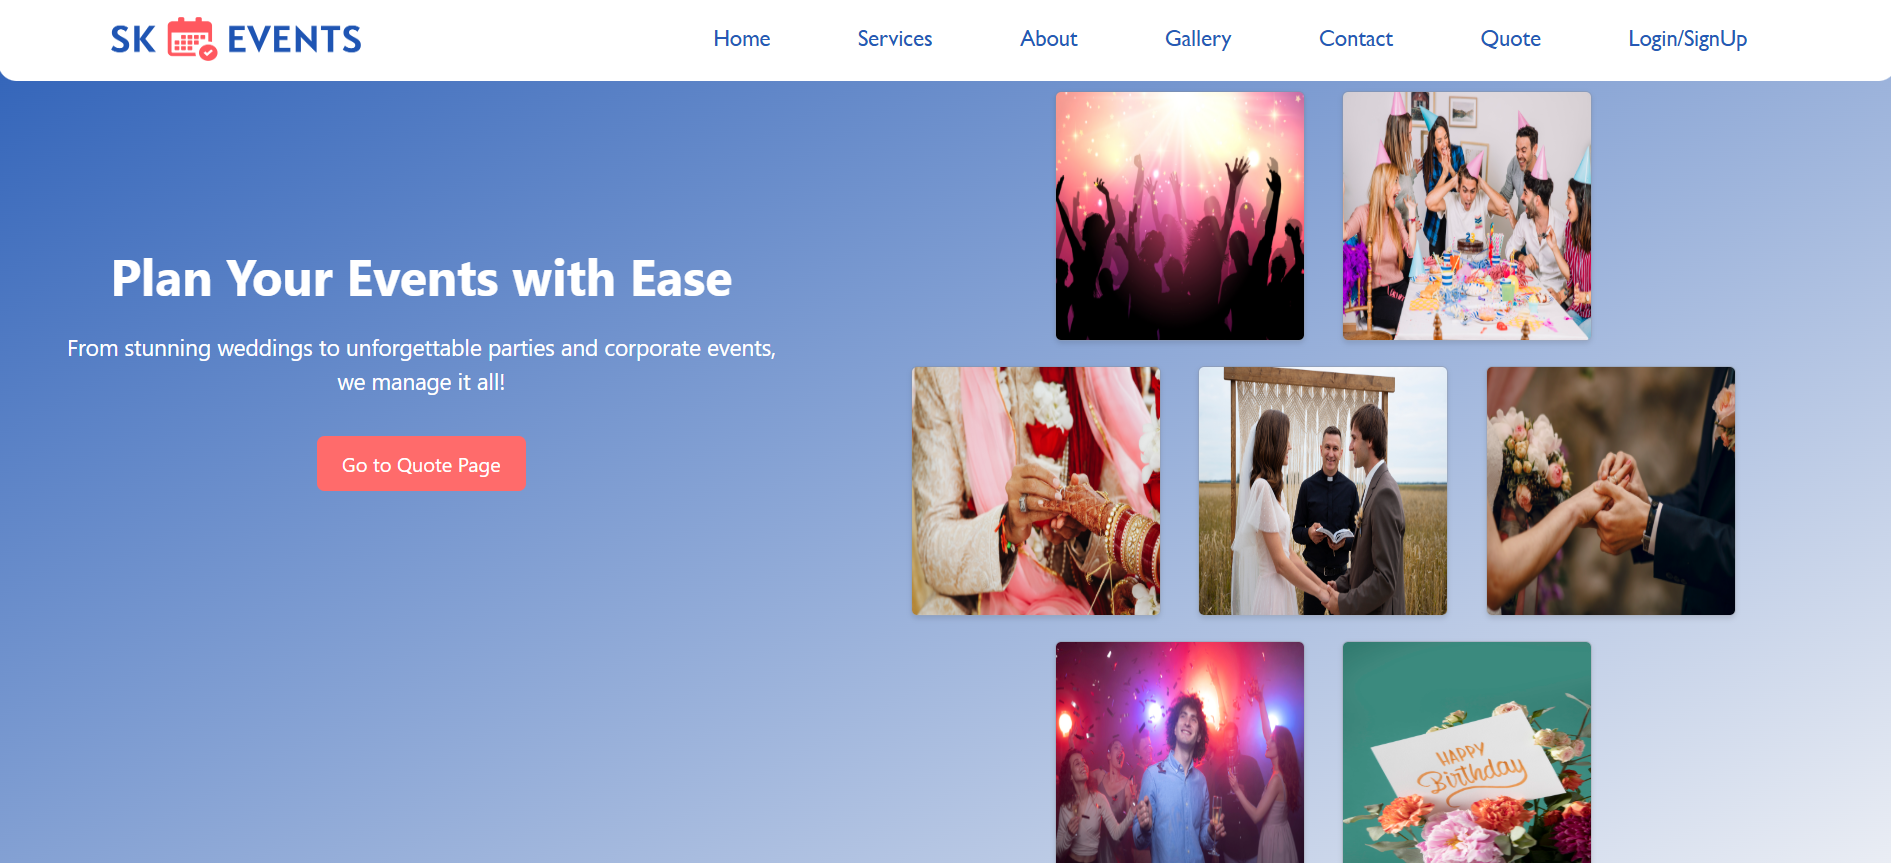 SK EVENTS
Home Services About Gallery Contact Quote Login/SignUp
Plan Your Events with Ease
From stunning weddings to unforgettable parties and corporate events,
we manage it all!
Go to Quote Page
HAPPY
Birthday